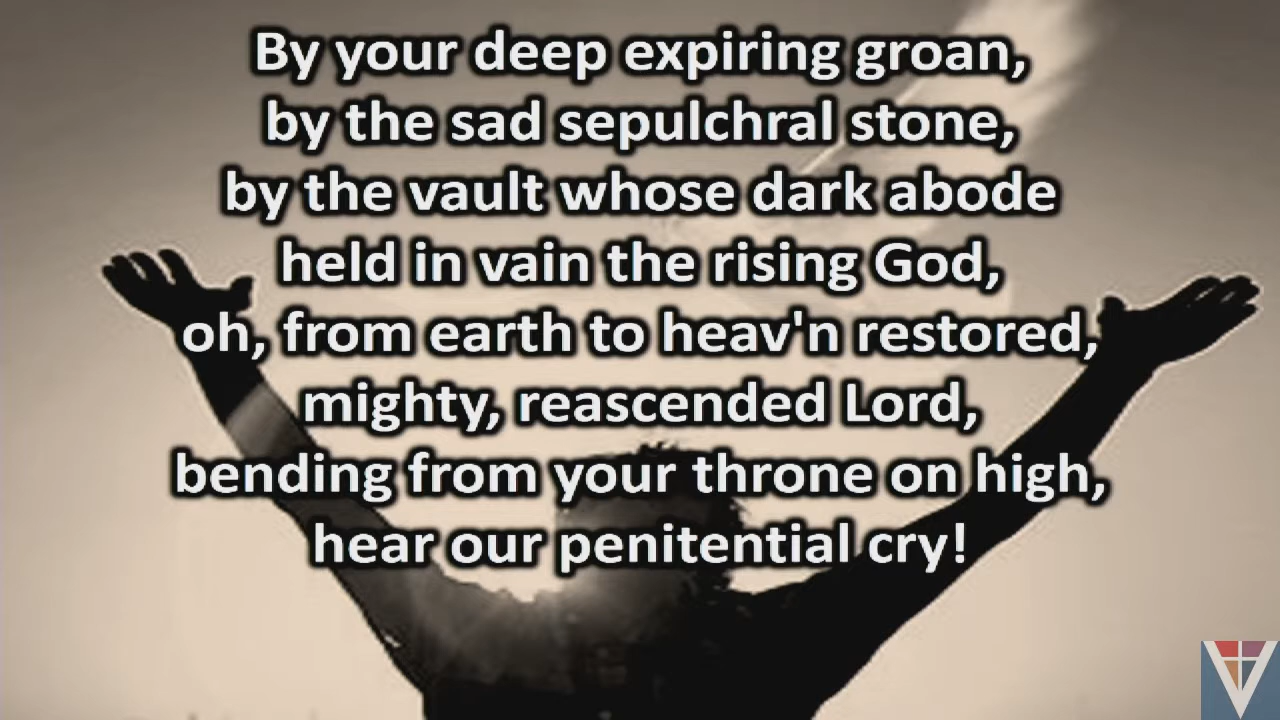 By your deep expiring groan,
by the sad sepulchral stone,
by the vault whose dark abode
held in vain the rising God,
oh, from earth to heav'n restored,
mighty, reascended Lord,
bending from your throne on high,
hear our penitential cry!